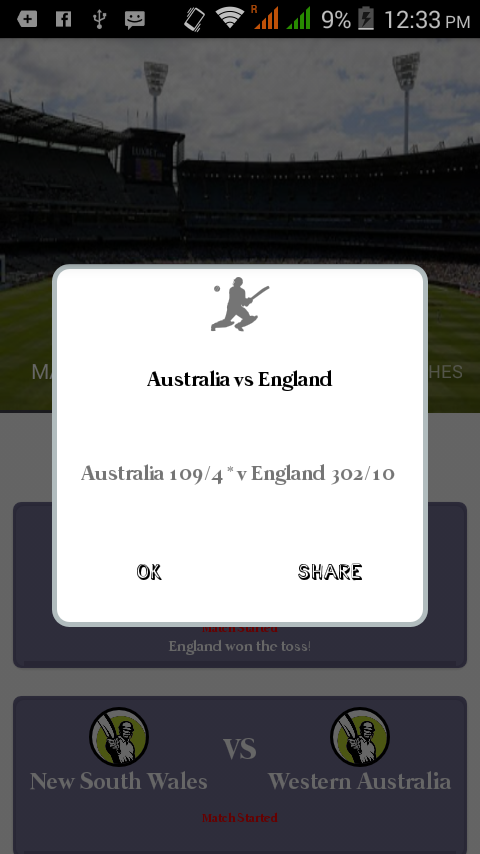 R 9% 12:33 PM
MA HES
Australia vs England
Australia 109/4 * v England 302/10
OK SHARE
Match Started
England won the toss!
VS
New South Wales Western Australia
Match Started